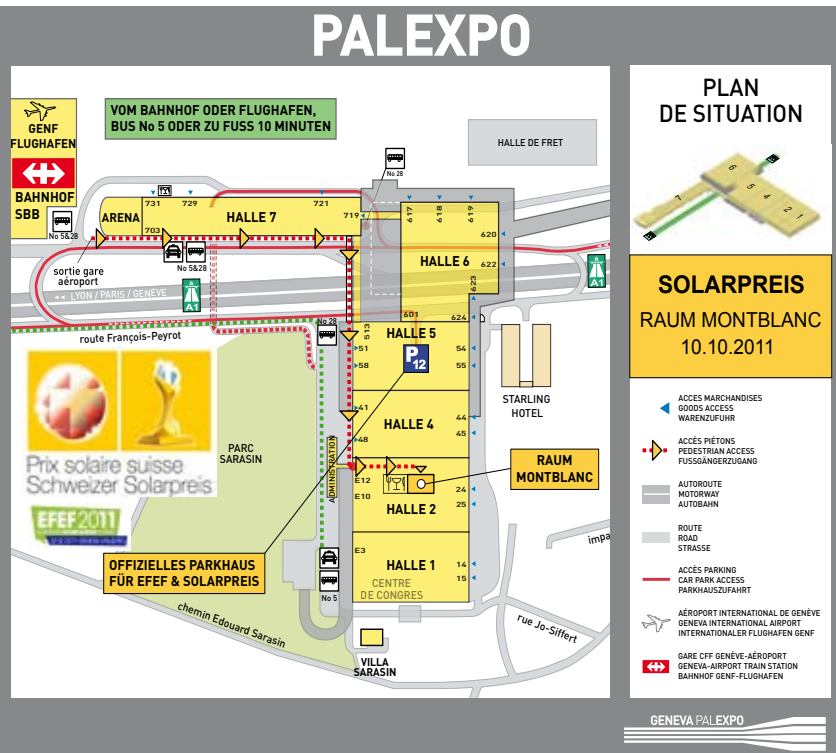 PALEXPO
GENF
FLUGHAFEN
BAHNHOF
SBB
No 5&28
VOM BAHNHOF ODER FLUGHAFEN,
BUS No 5 ODER ZU FUSS 10 MINUTEN
No 28
HALLE DE FRET
731
729
721
ARENA
703
HALLE 7
719
617
618
619
620
HALLE 6
622
623
sortie gare
aéroport
No 5&28
LYON / PARIS / GENEVE
A1
A1
601
624
route François-Peyrot
No 28
513
HALLE 5
P12
51
58
54
55
STARLING
HOTEL
41
48
HALLE 4
44
45
PARC
SARASIN
ADMINISTRATION
Prix solaire suisse
Schweizer Solarpreis
EFEF2011
E12
E10
HALLE 2
24
25
RAUM
MONTBLANC
OFFIZIELLES PARKHAUS
FÜR EFEF & SOLARPREIS
E3
HALLE 1
14
15
CENTRE
DE CONGRES
No 5
impa
chemin Edouard Sarasin
rue Jo-Siffert
VILLA
SARASIN
PLAN
DE SITUATION
6
7
5
4
2
1
SOLARPREIS
RAUM MONTBLANC
10.10.2011
ACCES MARCHANDISES
GOODS ACCESS
WARENZUFUHR
ACCÈS PIÉTONS
PEDESTRIAN ACCESS
FUSSGÄNGERZUGANG
AUTOROUTE
MOTORWAY
AUTOBAHN
ROUTE
ROAD
STRASSE
ACCÈS PARKING
CAR PARK ACCESS
PARKHAUSZUFAHRT
AÉROPORT INTERNATIONAL DE GENÈVE
GENEVA INTERNATIONAL AIRPORT
INTERNATIONALER FLUGHAFEN GENF
GARE CFF GENÈVE-AÉROPORT
GENEVA-AIRPORT TRAIN STATION
BAHNHOF GENF-FLUGHAFEN
GENEVA PALEXPO